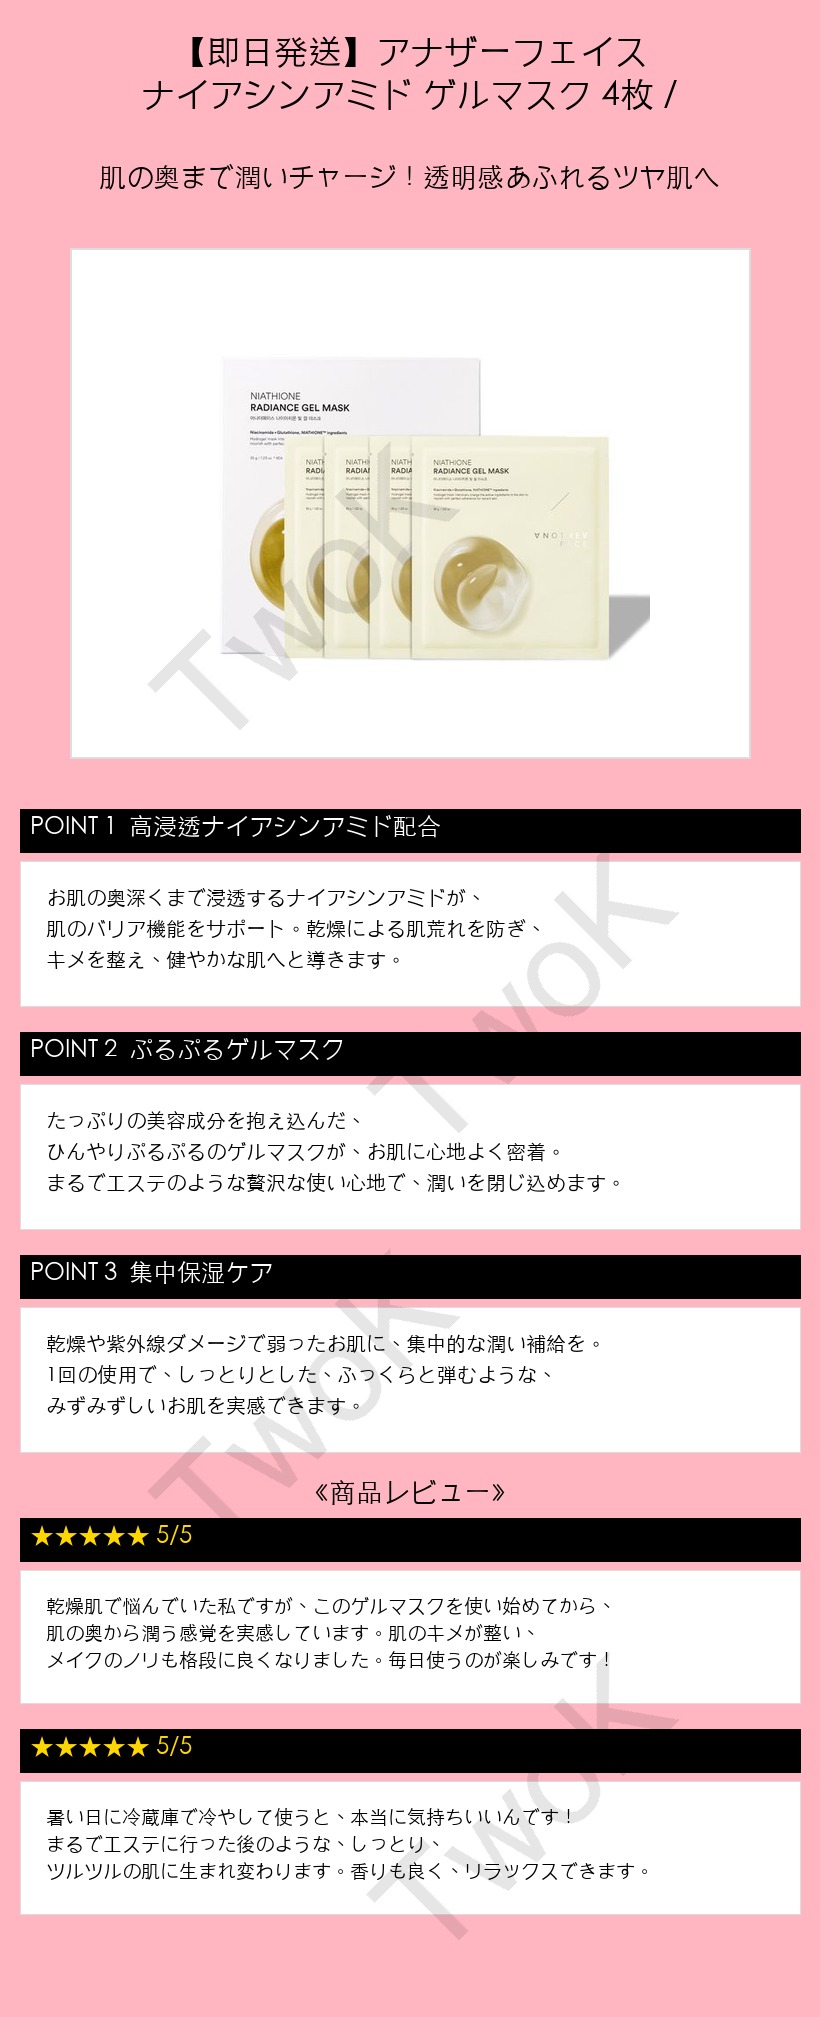 【即日発送】アナザーフェイス
ナイアシンアミド ゲルマスク 4枚 /
肌の奥まで潤いチャージ！透明感あふれるツヤ肌へ
NIATHIONE
RADIANCE GEL MASK
Niacinamide+Glutathione, NIATHIONE™ ingredients
NIATHIONE
RADIANCE GEL MASK
ANOTHER
FACE
TwoK
POINT 1 高浸透ナイアシンアミド配合
お肌の奥深くまで浸透するナイアシンアミドが、
肌のバリア機能をサポート。乾燥による肌荒れを防ぎ、
キメを整え、健やかな肌へと導きます。
TwoK
POINT 2 ぷるぷるゲルマスク
たっぷりの美容成分を抱え込んだ、
ひんやりぷるぷるのゲルマスクが、お肌に心地よく密着。
まるでエステのような贅沢な使い心地で、潤いを閉じ込めます。
POINT 3 集中保湿ケア
乾燥や紫外線ダメージで弱ったお肌に、集中的な潤い補給を。
1回の使用で、しっとりとした、ふっくらと弾むような、
みずみずしいお肌を実感できます。
TwoK
《商品レビュー》
★★★★★ 5/5
乾燥肌で悩んでいた私ですが、このゲルマスクを使い始めてから、
肌の奥から潤う感覚を実感しています。肌のキメが整い、
メイクのノリも格段に良くなりました。毎日使うのが楽しみです！
★★★★★ 5/5
TwoK
暑い日に冷蔵庫で冷やして使うと、本当に気持ちいいんです！
まるでエステに行った後のような、しっとり、
ツルツルの肌に生まれ変わります。香りも良く、リラックスできます。